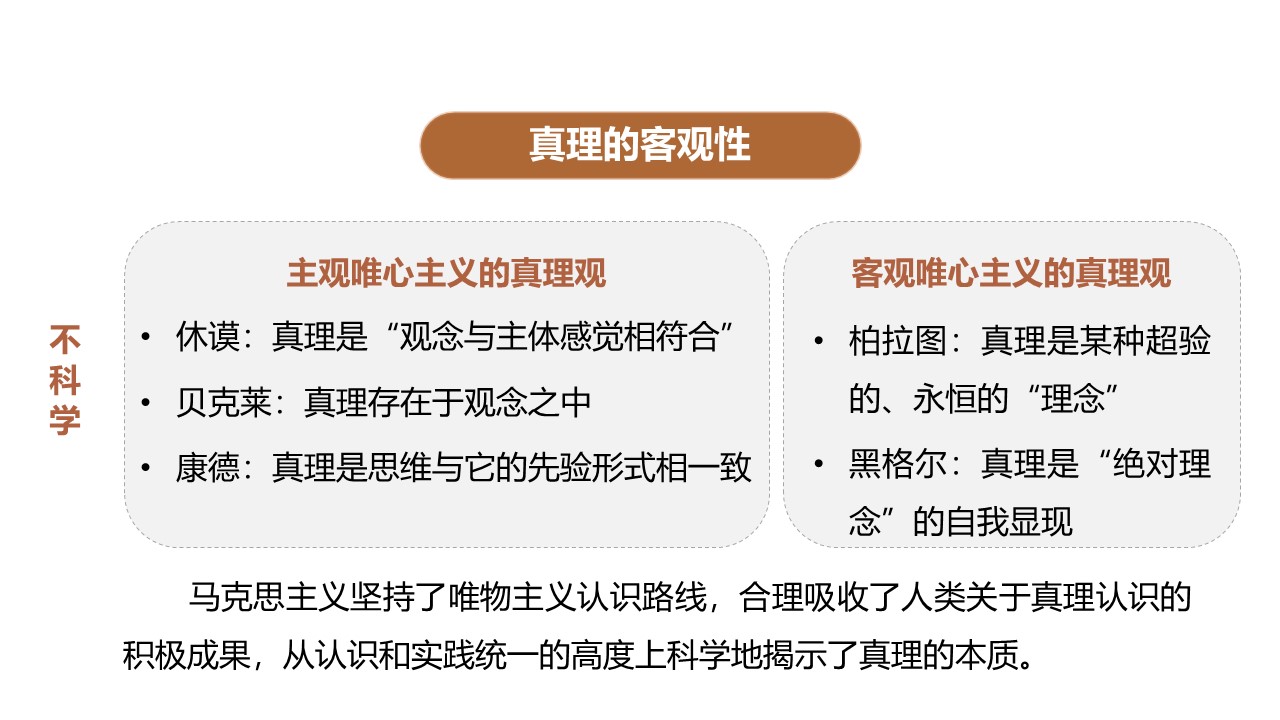 真理的客观性
不
科
学
主观唯心主义的真理观
• 休谟：真理是“观念与主体感觉相符合”
• 贝克莱：真理存在于观念之中
• 康德：真理是思维与它的先验形式相一致
客观唯心主义的真理观
• 柏拉图：真理是某种超验
的、永恒的“理念”
• 黑格尔：真理是“绝对理
念”的自我显现
马克思主义坚持了唯物主义认识路线，合理吸收了人类关于真理认识的
积极成果，从认识和实践统一的高度上科学地揭示了真理的本质。